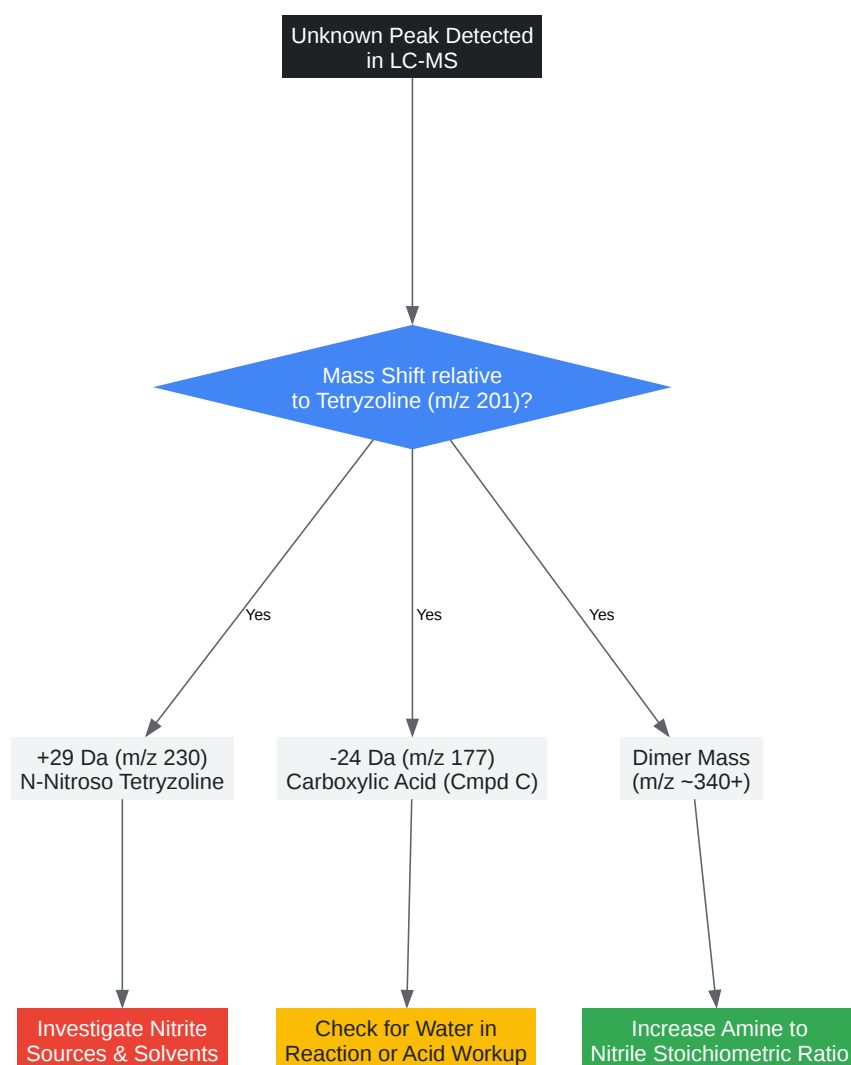 Unknown Peak Detected
in LC-MS
Mass Shift relative
to Tetryzoline (m/z 201)?
Yes
Yes
Yes
+29 Da (m/z 230)
N-Nitroso Tetryzoline
-24 Da (m/z 177)
Carboxylic Acid (Cmpd C)
Dimer Mass
(m/z ~340+)
Investigate Nitrite
Sources & Solvents
Check for Water in
Reaction or Acid Workup
Increase Amine to
Nitrile Stoichiometric Ratio